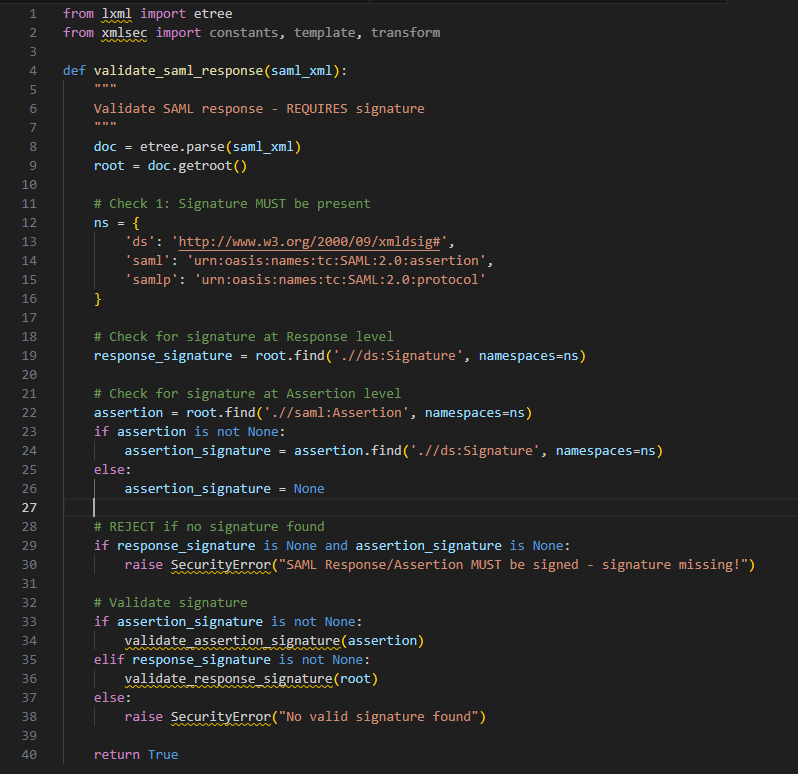 1 from lxml import etree
2 from xmlsec import constants, template, transform
3
4 def validate_saml_response(saml_xml):
5     """
6     Validate SAML response - REQUIRES signature
7     """
8     doc = etree.parse(saml_xml)
9     root = doc.getroot()
10
11     # Check 1: Signature MUST be present
12     ns = {
13         'ds': 'http://www.w3.org/2000/09/xmldsig#',
14         'saml': 'urn:oasis:names:tc:SAML:2.0:assertion',
15         'samlp': 'urn:oasis:names:tc:SAML:2.0:protocol'
16     }
17
18     # Check for signature at Response level
19     response_signature = root.find('.//ds:Signature', namespaces=ns)
20
21     # Check for signature at Assertion level
22     assertion = root.find('.//saml:Assertion', namespaces=ns)
23     if assertion is not None:
24         assertion_signature = assertion.find('.//ds:Signature', namespaces=ns)
25     else:
26         assertion_signature = None
27
28     # REJECT if no signature found
29     if response_signature is None and assertion_signature is None:
30         raise SecurityError("SAML Response/Assertion MUST be signed - signature missing!")
31
32     # Validate signature
33     if assertion_signature is not None:
34         validate_assertion_signature(assertion)
35     elif response_signature is not None:
36         validate_response_signature(root)
37     else:
38         raise SecurityError("No valid signature found")
39
40     return True